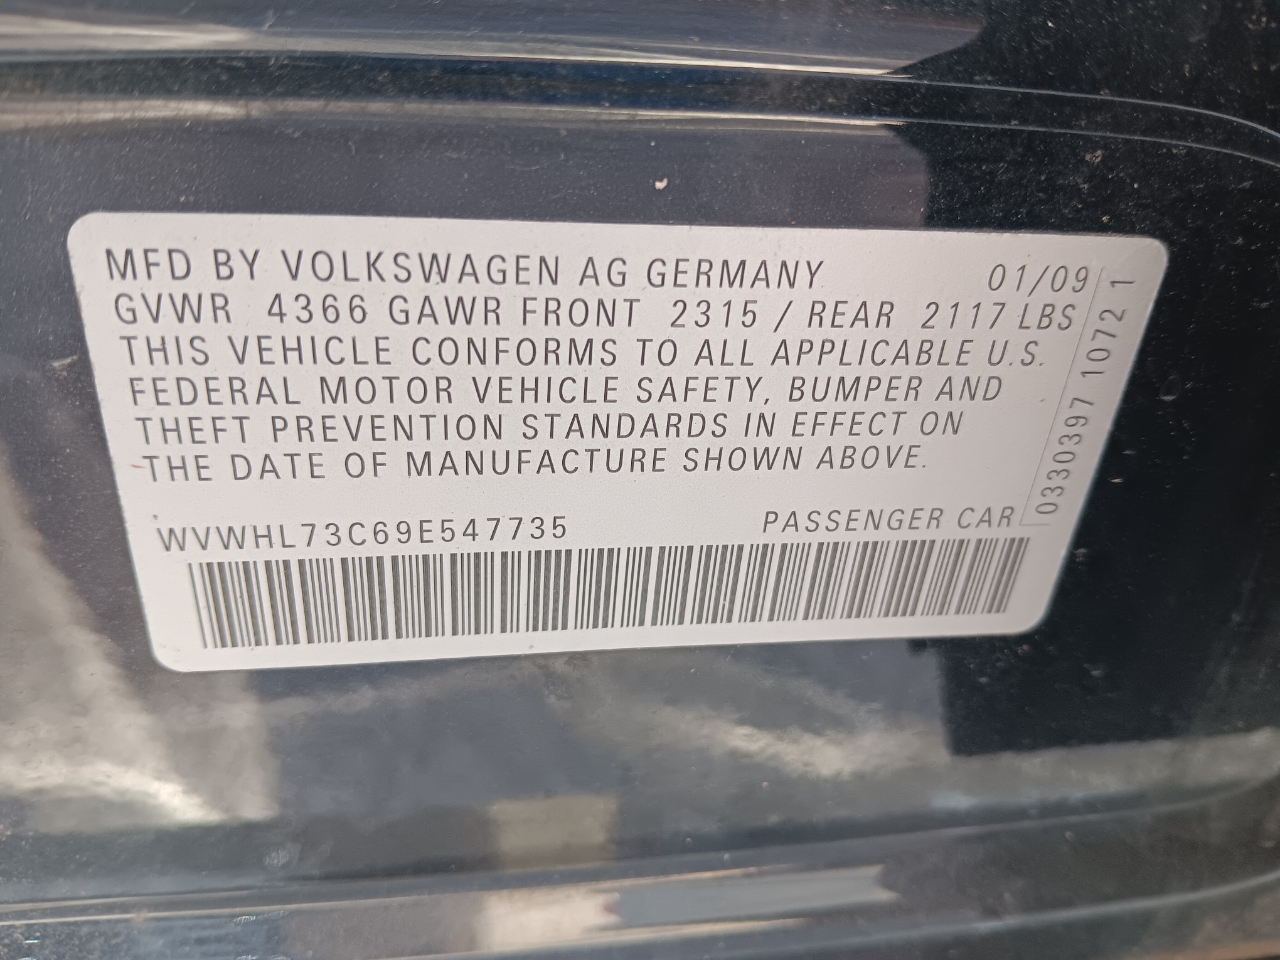 MFD BY VOLKSWAGEN AG GERMANY 01/09
GVWR 4366 GAWR FRONT 2315 / REAR 2117 LBS
THIS VEHICLE CONFORMS TO ALL APPLICABLE U.S.
FEDERAL MOTOR VEHICLE SAFETY, BUMPER AND
THEFT PREVENTION STANDARDS IN EFFECT ON
THE DATE OF MANUFACTURE SHOWN ABOVE.
WVWHL73C69E547735 PASSENGER CAR
0330397 1072 1